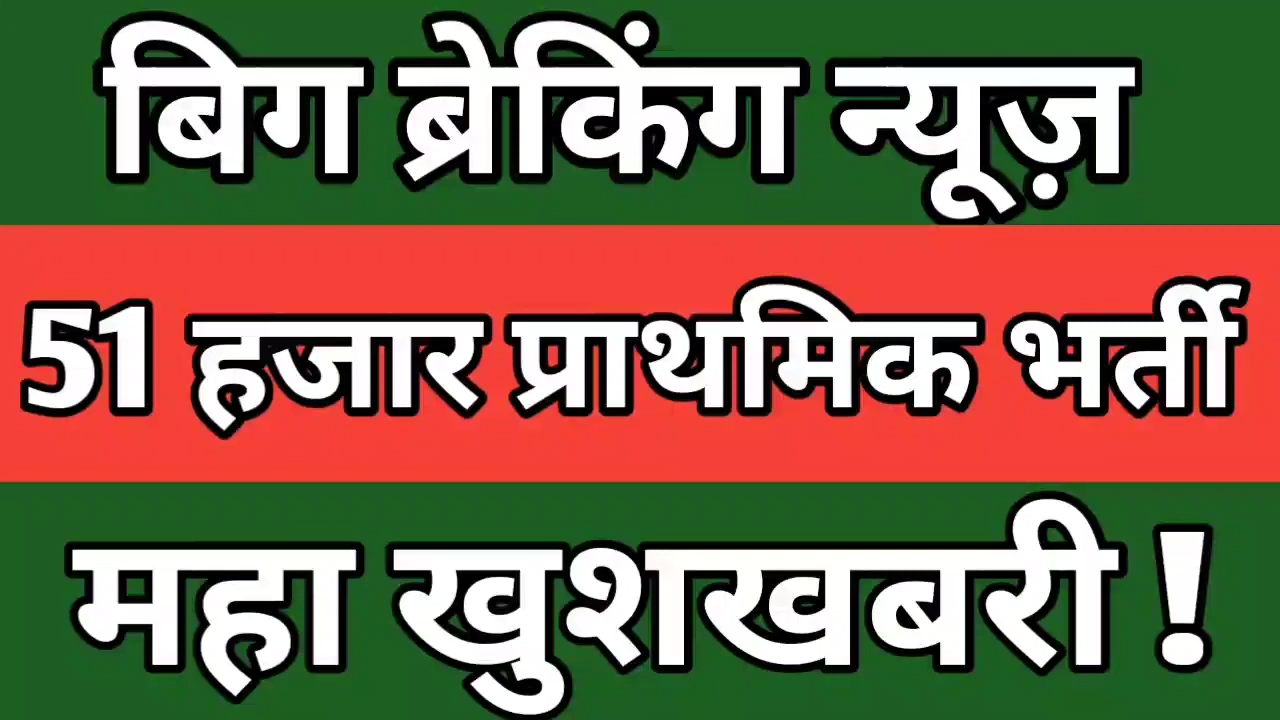 बिग ब्रेकिंग न्यूज़
51 हजार प्राथमिक भर्ती
महा खुशखबरी !